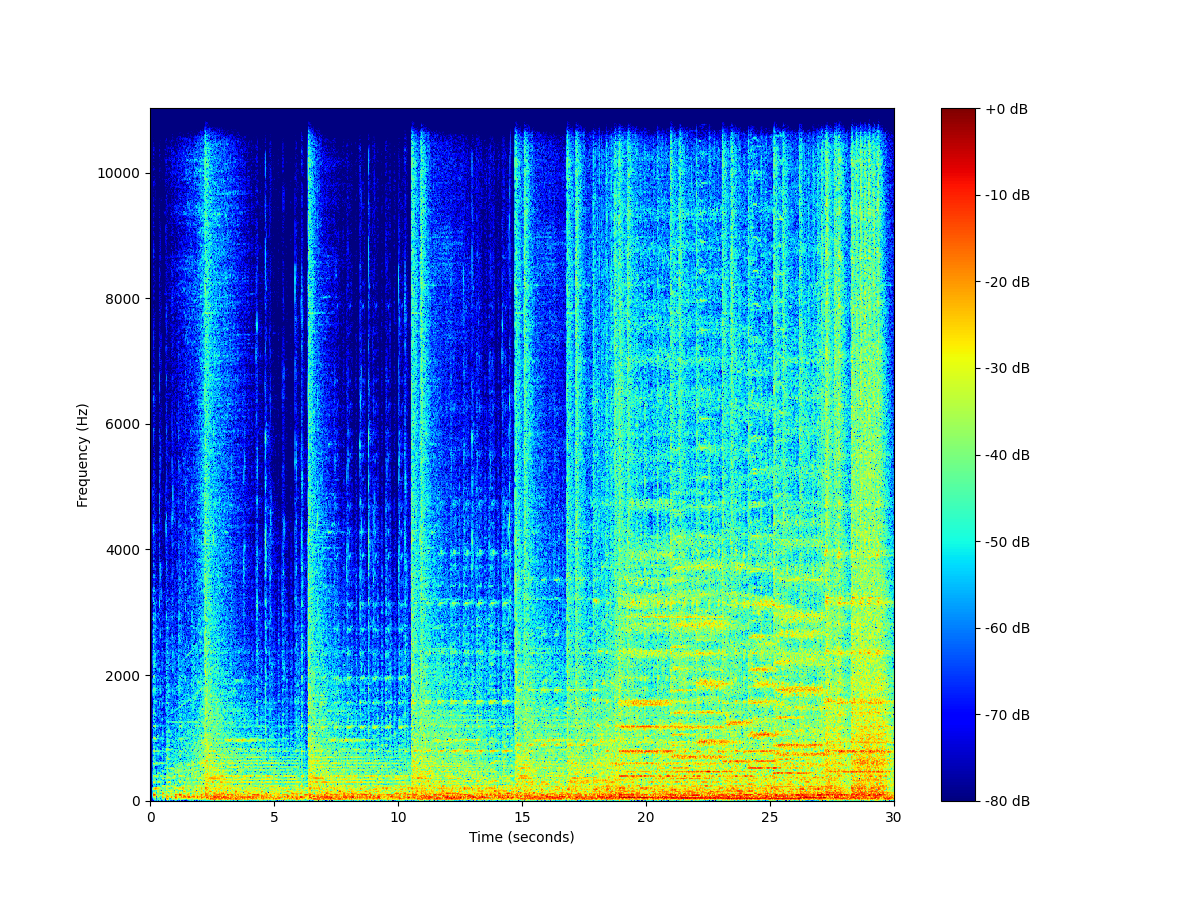 +0 dB
10000
-10 dB
8000
-20 dB
-30 dB
6000
-40 dB
Frequency (Hz)
4000
-50 dB
-60 dB
2000
-70 dB
0
-80 dB
0 5 10 15 20 25 30
Time (seconds)